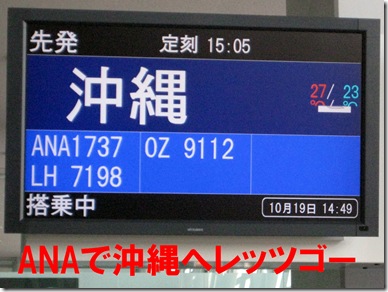 先発 定刻 15:05
沖縄 27/ 23
℃/ ℃
ANA1737 OZ 9112
LH 7198
搭乗中 10月19日 14:49
ANAで沖縄へレッツゴー